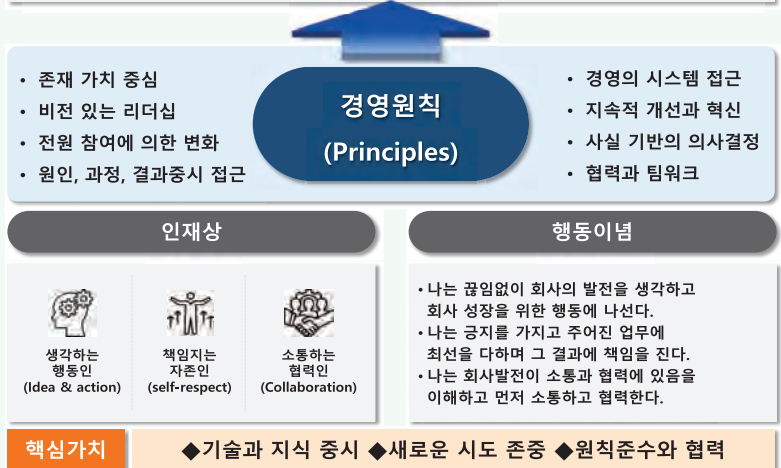 • 존재 가치 중심
• 비전 있는 리더십
• 전원 참여에 의한 변화
• 원인, 과정, 결과중시 접근
경영원칙
(Principles)
• 경영의 시스템 접근
• 지속적 개선과 혁신
• 사실 기반의 의사결정
• 협력과 팀워크
인재상
생각하는
행동인
(Idea & action)
책임지는
자존인
(self-respect)
소통하는
협력인
(Collaboration)
행동이념
• 나는 끊임없이 회사의 발전을 생각하고
회사 성장을 위한 행동에 나선다.
• 나는 긍지를 가지고 주어진 업무에
최선을 다하며 그 결과에 책임을 진다.
• 나는 회사발전이 소통과 협력에 있음을
이해하고 먼저 소통하고 협력한다.
핵심가치
◆기술과 지식 중시 ◆새로운 시도 존중 ◆원칙준수와 협력